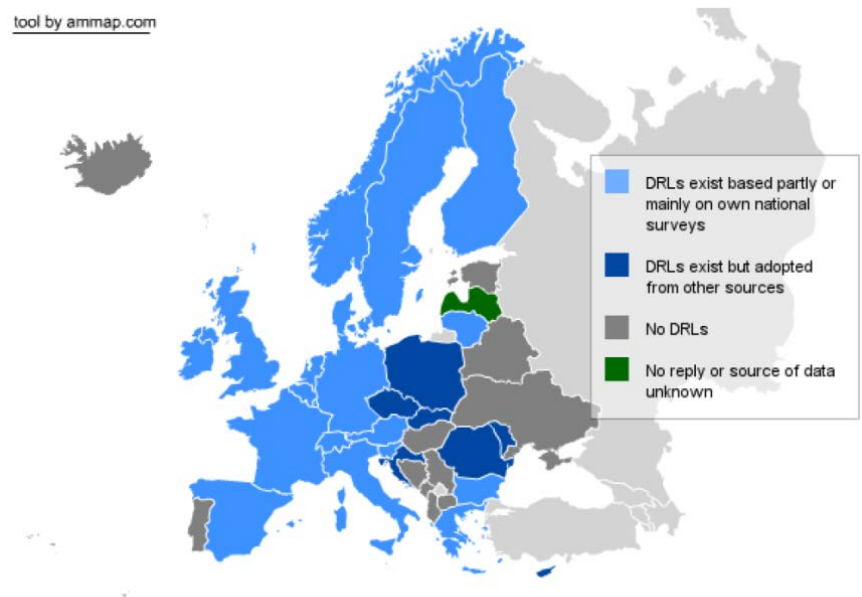 tool by ammap.com
DRLs exist based partly or
mainly on own national
surveys
DRLs exist but adopted
from other sources
No DRLs
No reply or source of data
unknown